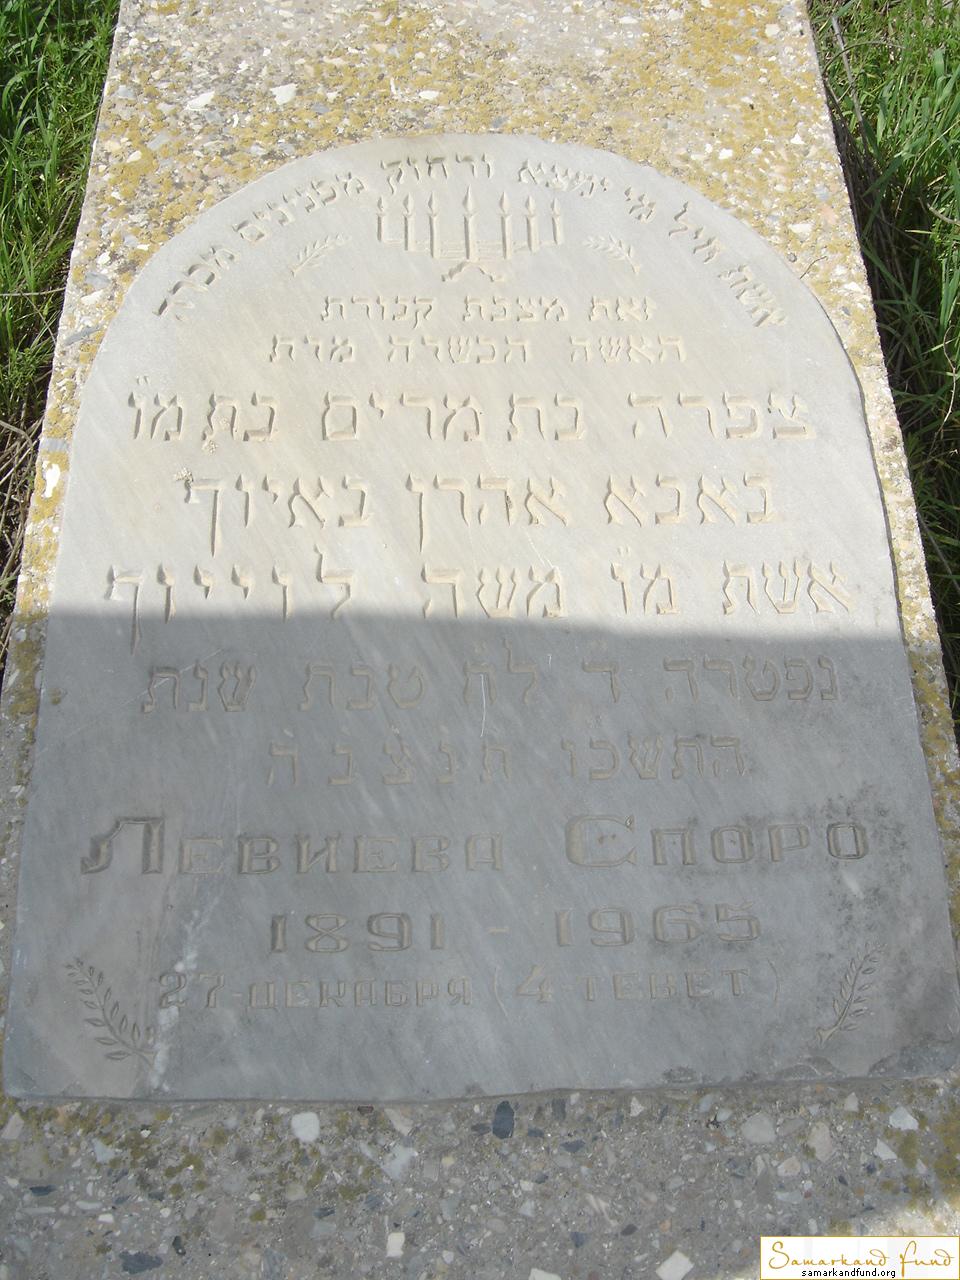 אשת חיל מי ימצא ורחוק מפנינים מכרה
זאת מצבת קבורת
האשה הכשרה מרת
צפרה בת מרים בת מו̈
באבא אהרן באיוף
אשת מו̈ משה לוייוף
נפטרה ד̇ לח̇ טבת שנת
התשכו ת̇נ̇צ̇ב̇ה̇
Левиева Споро
1891 - 1965
27-декабря (4-тевет)
Samarkand fund
samarkandfund.org